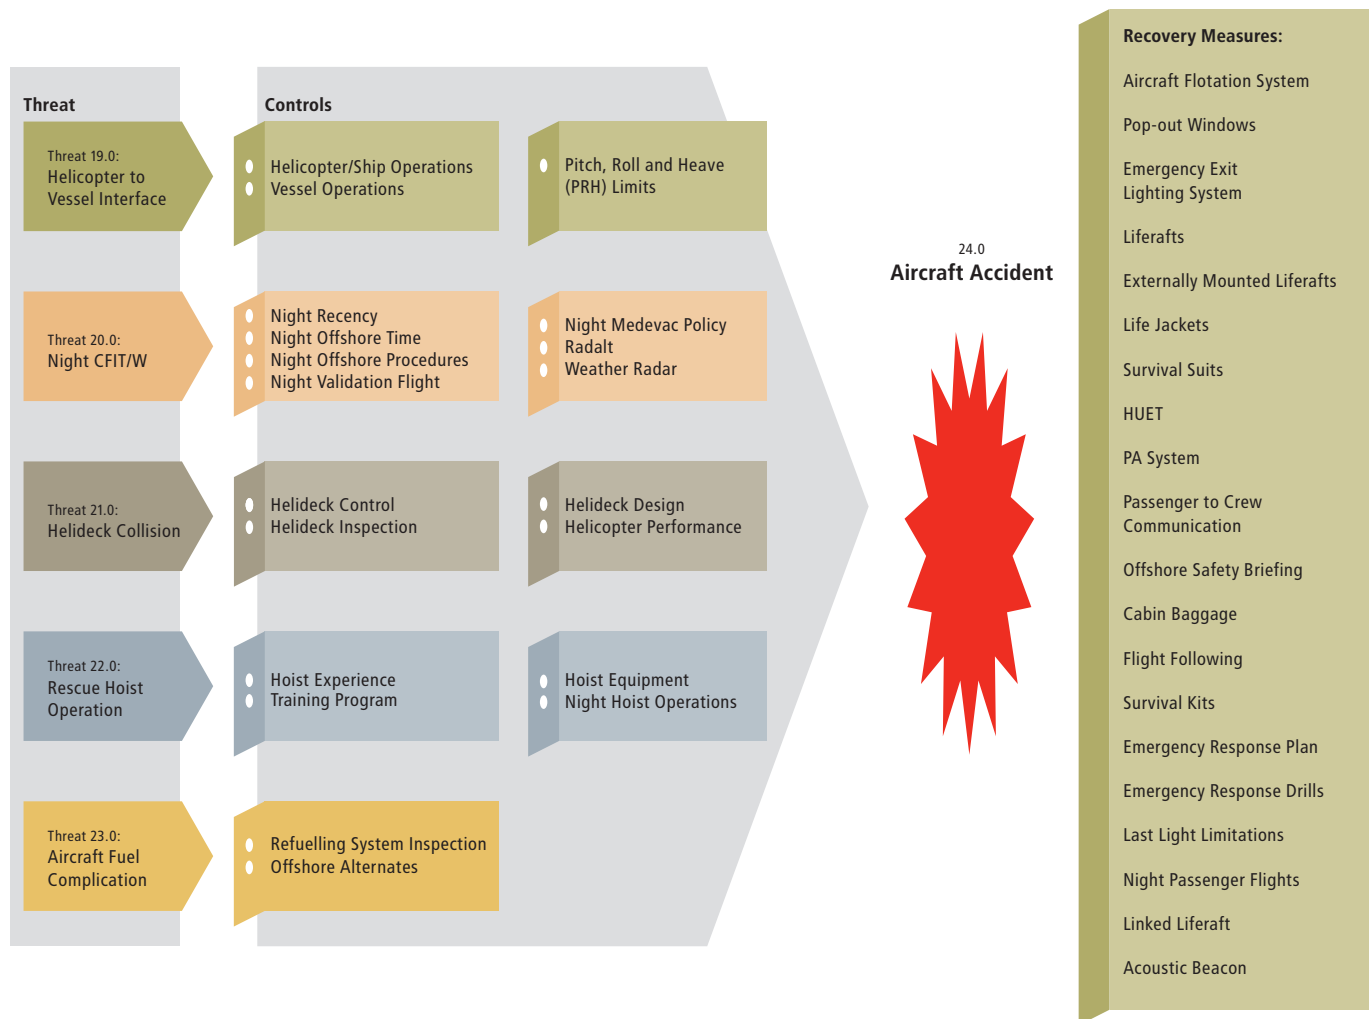 Threat
Controls
Threat 19.0:
Helicopter to
Vessel Interface
Helicopter/Ship Operations
Vessel Operations
Pitch, Roll and Heave
(PRH) Limits
Threat 20.0:
Night CFIT/W
Night Recency
Night Offshore Time
Night Offshore Procedures
Night Validation Flight
Night Medevac Policy
Radalt
Weather Radar
Threat 21.0:
Helideck Collision
Helideck Control
Helideck Inspection
Helideck Design
Helicopter Performance
Threat 22.0:
Rescue Hoist
Operation
Hoist Experience
Training Program
Hoist Equipment
Night Hoist Operations
Threat 23.0:
Aircraft Fuel
Complication
Refuelling System Inspection
Offshore Alternates
24.0
Aircraft Accident
Recovery Measures:
Aircraft Flotation System
Pop-out Windows
Emergency Exit
Lighting System
Liferafts
Externally Mounted Liferafts
Life Jackets
Survival Suits
HUET
PA System
Passenger to Crew
Communication
Offshore Safety Briefing
Cabin Baggage
Flight Following
Survival Kits
Emergency Response Plan
Emergency Response Drills
Last Light Limitations
Night Passenger Flights
Linked Liferaft
Acoustic Beacon